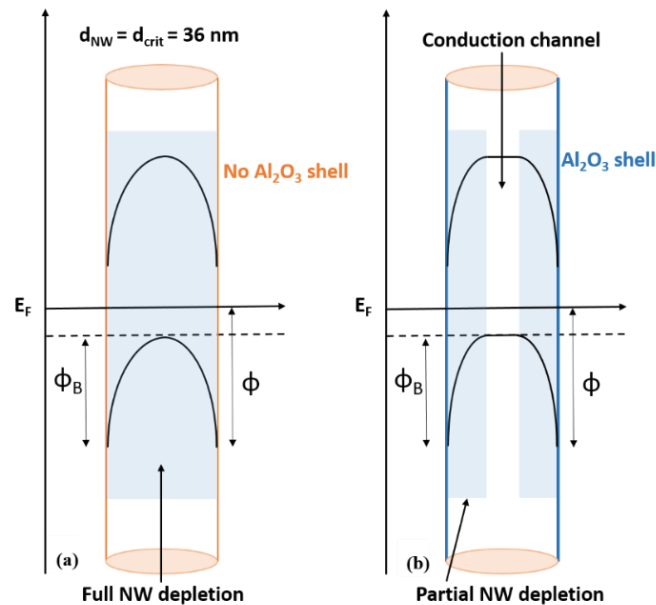 d_NW = d_crit = 36 nm
No Al₂O₃ shell
E_F
ϕ_B
ϕ
(a)
Full NW depletion
Conduction channel
Al₂O₃ shell
E_F
ϕ_B
ϕ
(b)
Partial NW depletion